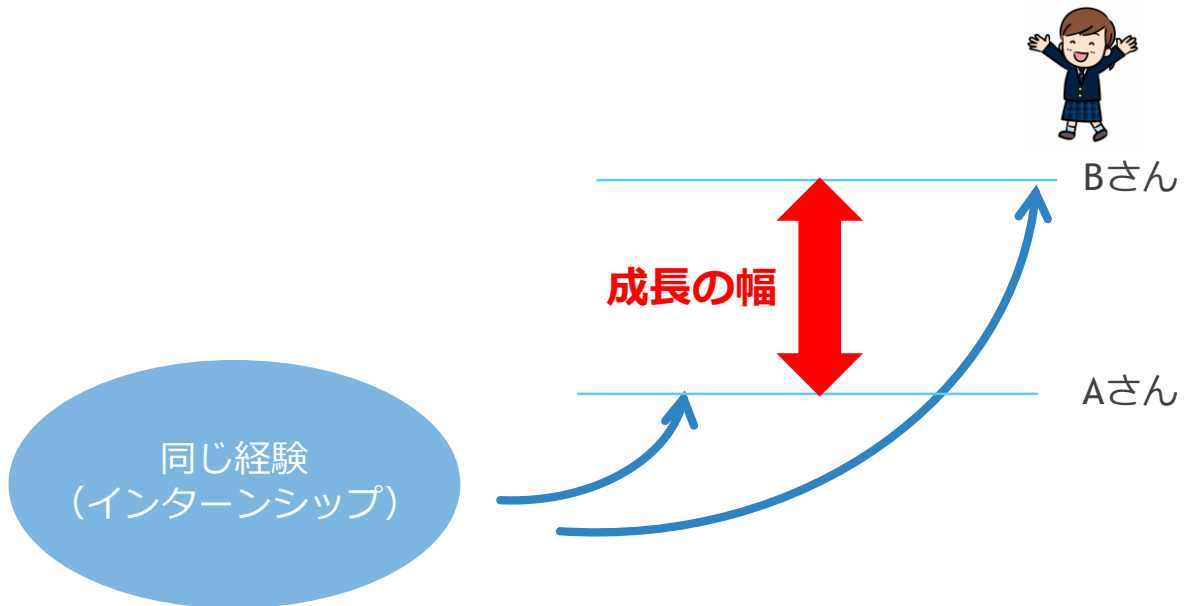 Bさん
成長の幅
Aさん
同じ経験
（インターンシップ）